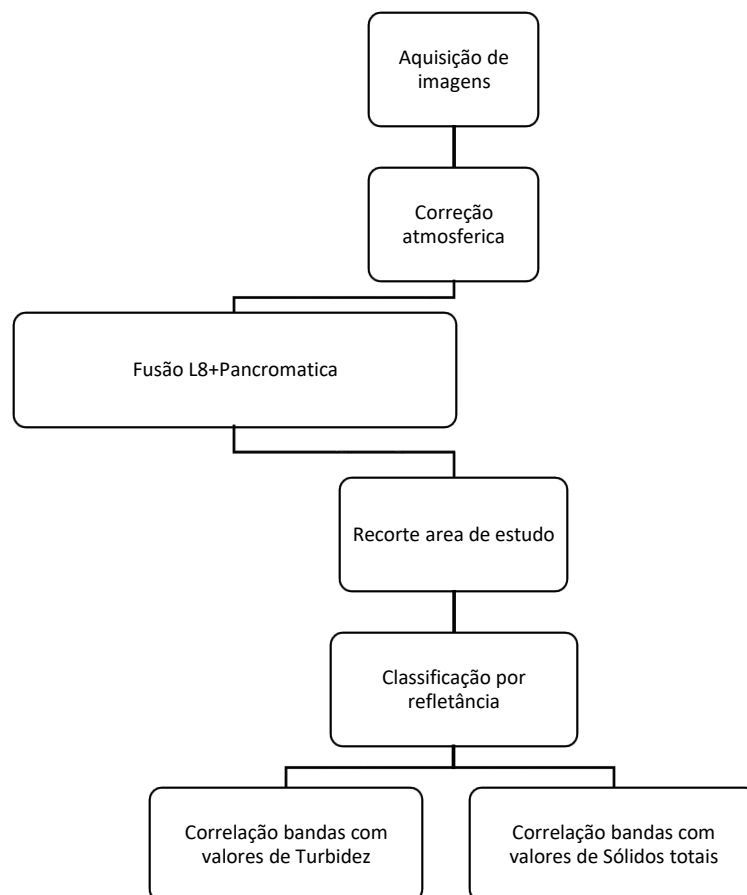 Aquisição de
imagens
Correção
atmosferica
Fusão L8+Pancromatica
Recorte area de estudo
Classificação por
refletância
Correlação bandas com
valores de Turbidez
Correlação bandas com
valores de Sólidos totais